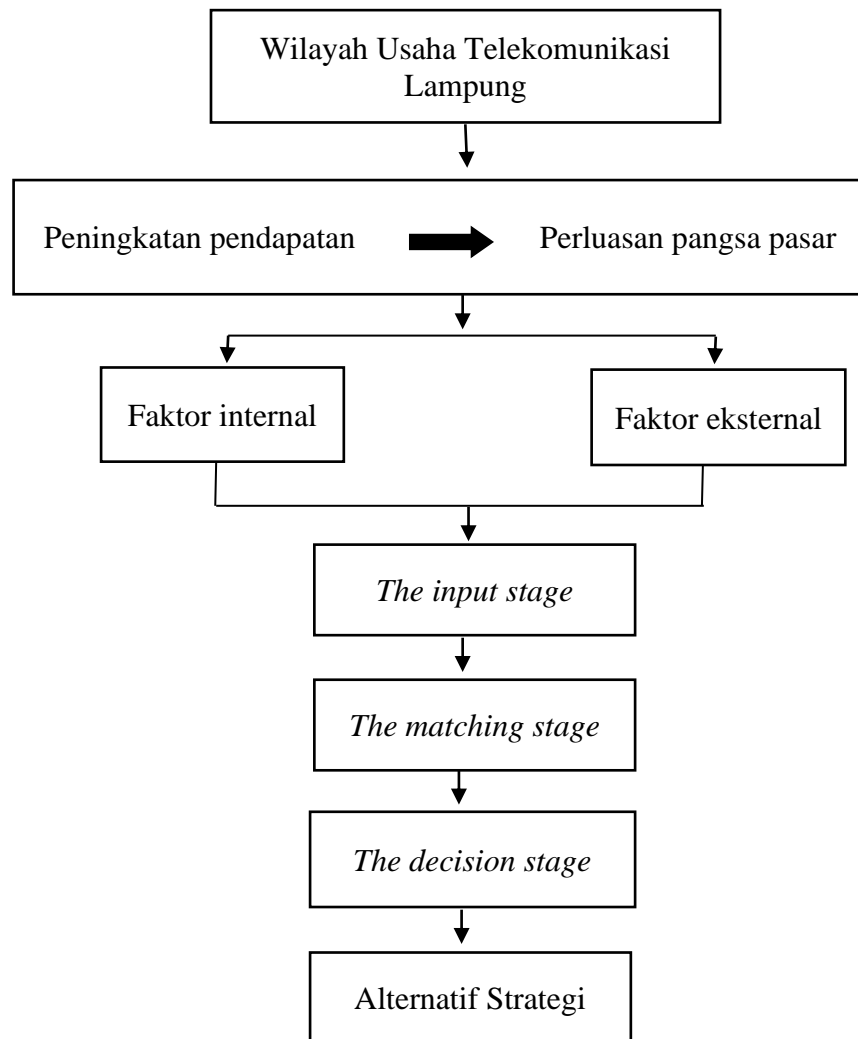 Wilayah Usaha Telekomunikasi
Lampung
Peningkatan pendapatan
Perluasan pangsa pasar
Faktor internal
Faktor eksternal
The input stage
The matching stage
The decision stage
Alternatif Strategi